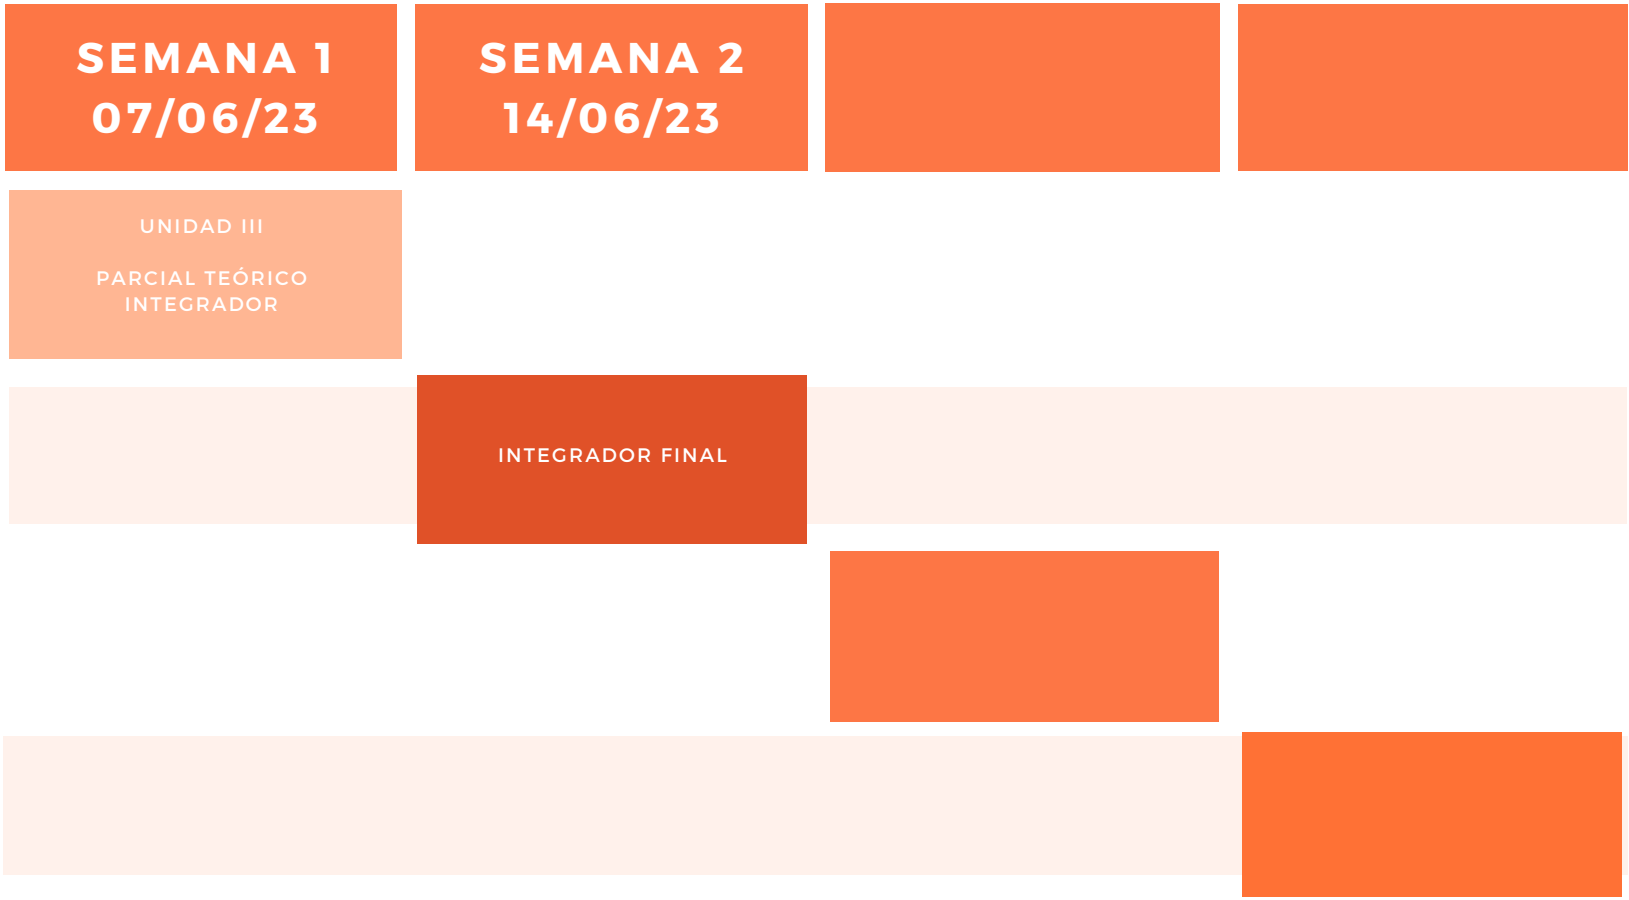 SEMANA 1
07/06/23
SEMANA 2
14/06/23
UNIDAD III
PARCIAL TEÓRICO
INTEGRADOR
INTEGRADOR FINAL